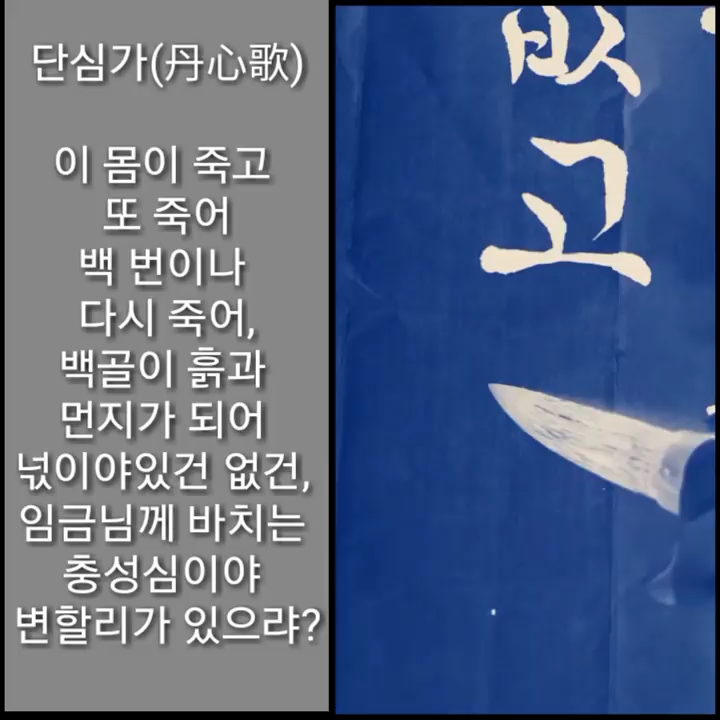 단심가(丹心歌)
이 몸이 죽고
또 죽어
백 번이나
다시 죽어,
백골이 흙과
먼지가 되어
넋이야있건 없건,
임금님께 바치는
충성심이야
변할리가 있으랴?
없
고